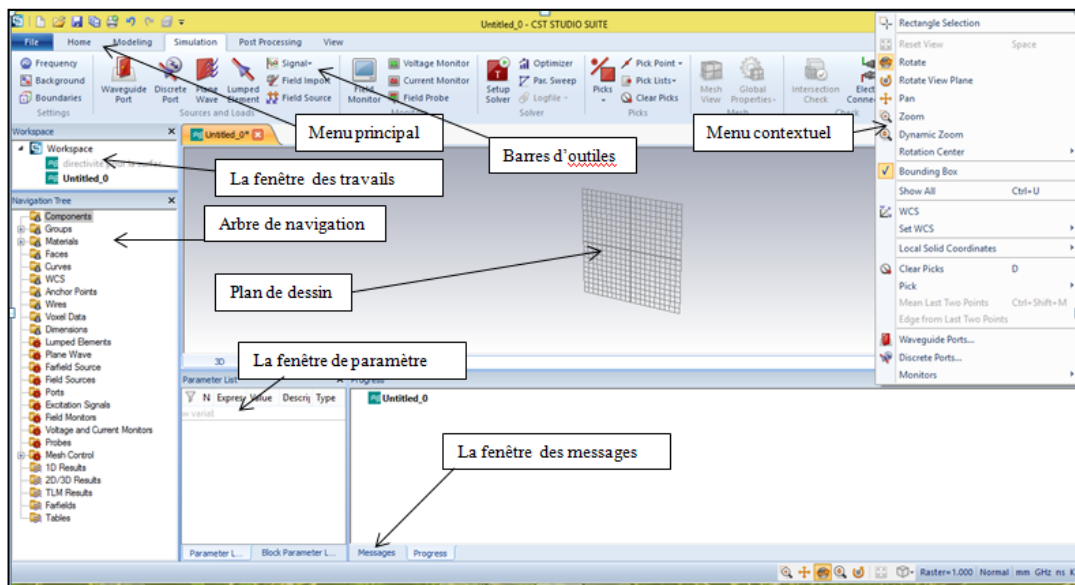 Untitled_0 - CST STUDIO SUITE
File Home Modeling Simulation Post Processing View
Frequency
Background
Boundaries
Settings
Waveguide Port
Discrete Port
Plane Wave
Lumped Element
Signal
Field Import
Field Source
Sources and Loads
Field Monitor
Voltage Monitor
Current Monitor
Field Probe
Setup Solver
Optimizer
Par. Sweep
Logfile
Solver
Picks
Pick Point
Pick Lists
Clear Picks
Picks
Mesh View
Global Properties
Intersection Check
Menu principal
Barres d'outiles
Menu contextuel
La fenêtre des travails
Arbre de navigation
Plan de dessin
La fenêtre de paramètre
La fenêtre des messages
Workspace
Workspace
Untitled_0
Untitled_0*
Navigation Tree
Components
Groups
Materials
Faces
Curves
WCS
Anchor Points
Wires
Voxel Data
Dimensions
Lumped Elements
Plane Wave
Farfield Source
Field Sources
Ports
Excitation Signals
Field Monitors
Voltage and Current Monitors
Probes
Mesh Control
1D Results
2D/3D Results
TLM Results
Farfields
Tables
3D
Parameter List
N Expres Value Descrij Type
Progress
Untitled_0
Parameter L... Block Parameter L...
Messages Progress
Rectangle Selection
Reset View Space
Rotate
Rotate View Plane
Pan
Zoom
Dynamic Zoom
Rotation Center
Bounding Box
Show All Ctrl+U
WCS
Set WCS
Local Solid Coordinates
Clear Picks D
Pick
Mean Last Two Points Ctrl+Shift+M
Edge from Last Two Points
Waveguide Ports...
Discrete Ports...
Monitors
Raster=1.000 Normal mm GHz ns K